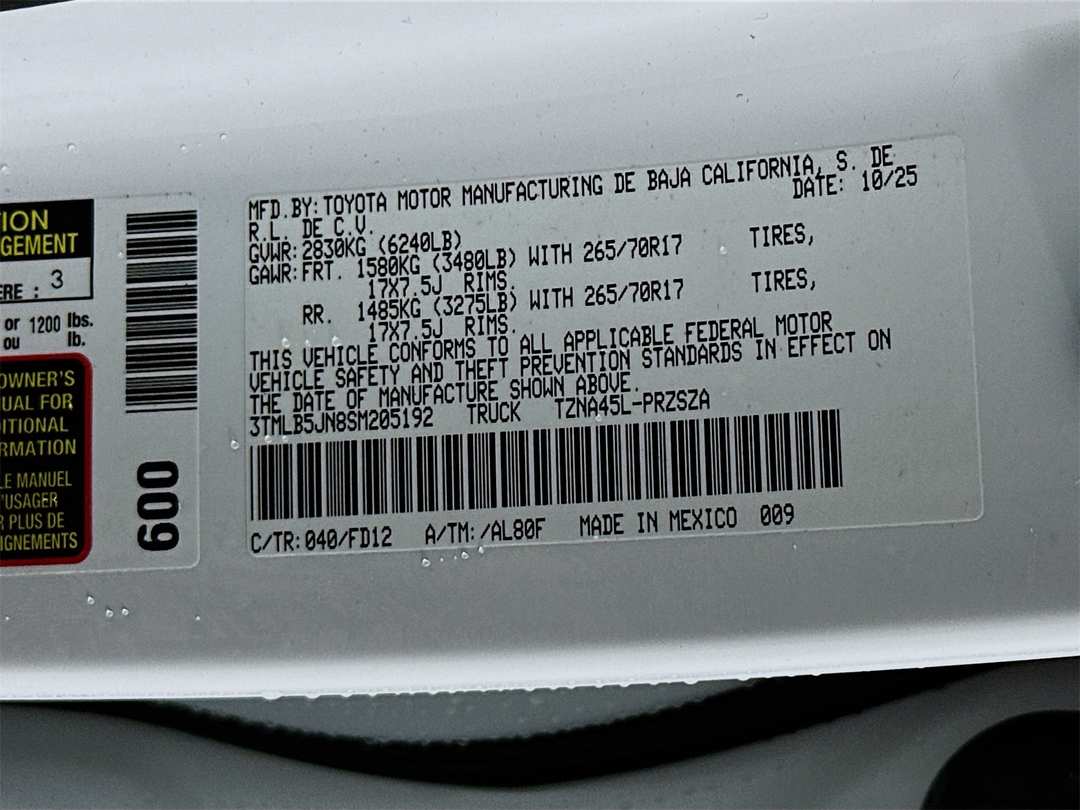 TION
GEMENT
ERE : 3
or 1200 lbs.
ou lb.
OWNER'S
UAL FOR
DITIONAL
RMATION
LE MANUEL
'USAGER
R PLUS DE
IGNEMENTS
600
MFD.BY:TOYOTA MOTOR MANUFACTURING DE BAJA CALIFORNIA, S. DE
R.L. DE C.V. DATE: 10/25
GVWR:2830KG (6240LB)
GAWR:FRT. 1580KG (3480LB) WITH 265/70R17 TIRES,
17X7.5J RIMS.
RR. 1485KG (3275LB) WITH 265/70R17 TIRES,
17X7.5J RIMS.
THIS VEHICLE CONFORMS TO ALL APPLICABLE FEDERAL MOTOR
VEHICLE SAFETY AND THEFT PREVENTION STANDARDS IN EFFECT ON
THE DATE OF MANUFACTURE SHOWN ABOVE.
3TMLB5JN8SM205192 TRUCK TZNA45L-PRZSZA
C/TR:040/FD12 A/TM:/AL80F MADE IN MEXICO 009